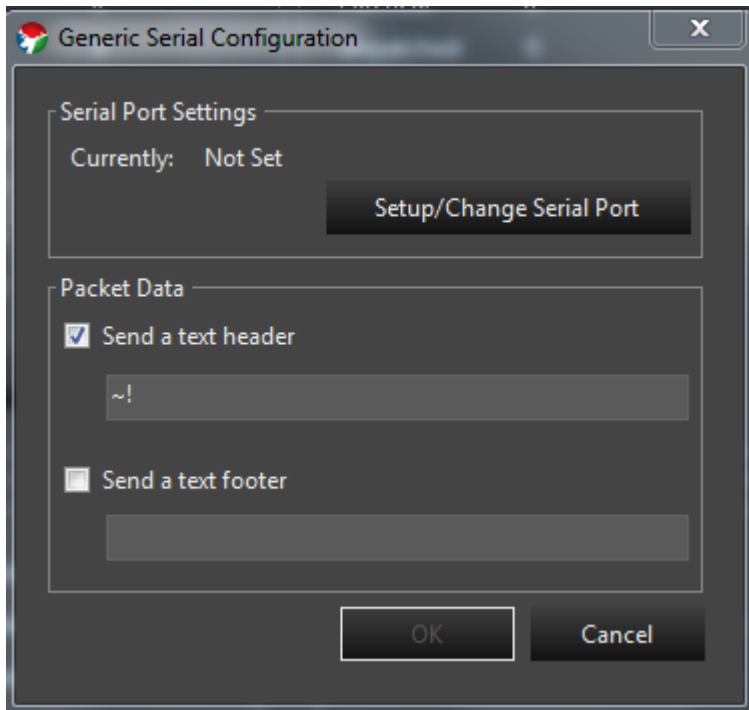 Generic Serial Configuration
x
Serial Port Settings
Currently: Not Set
Setup/Change Serial Port
Packet Data
Send a text header
~!
Send a text footer
OK
Cancel